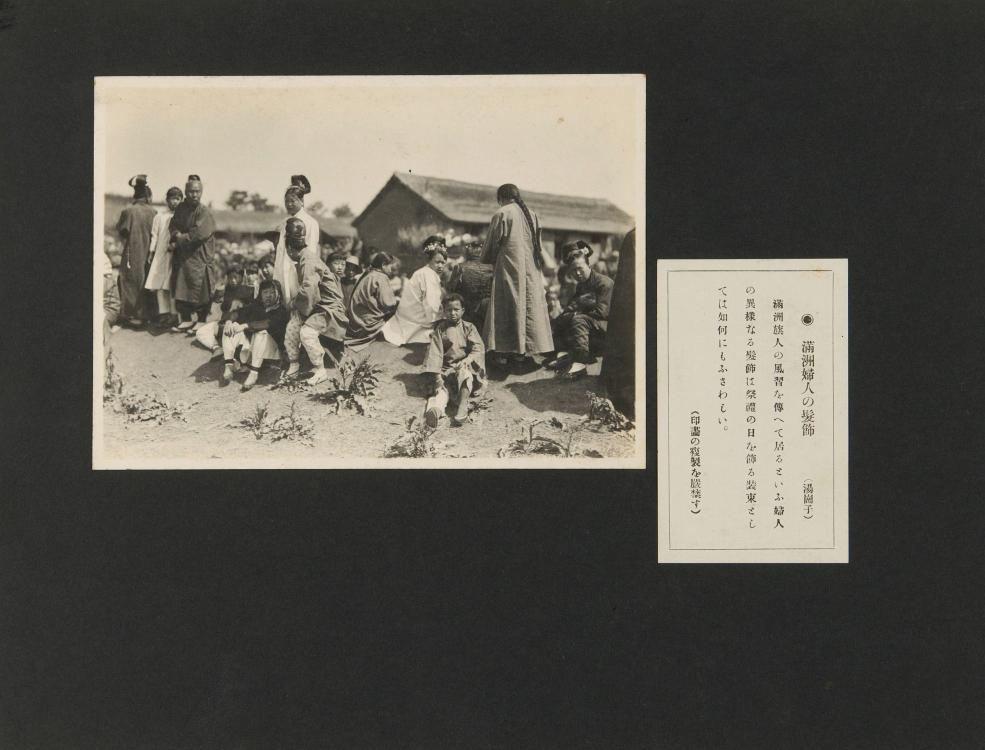 ◉ 滿洲婦人の髮飾 (湯崗子)
滿洲旗人の風習を傳へて居るといふ婦人
の異樣なる髮飾は祭禮の日を飾る裝束とし
ては如何にもふさわしい。
(印畫の複製を嚴禁す)